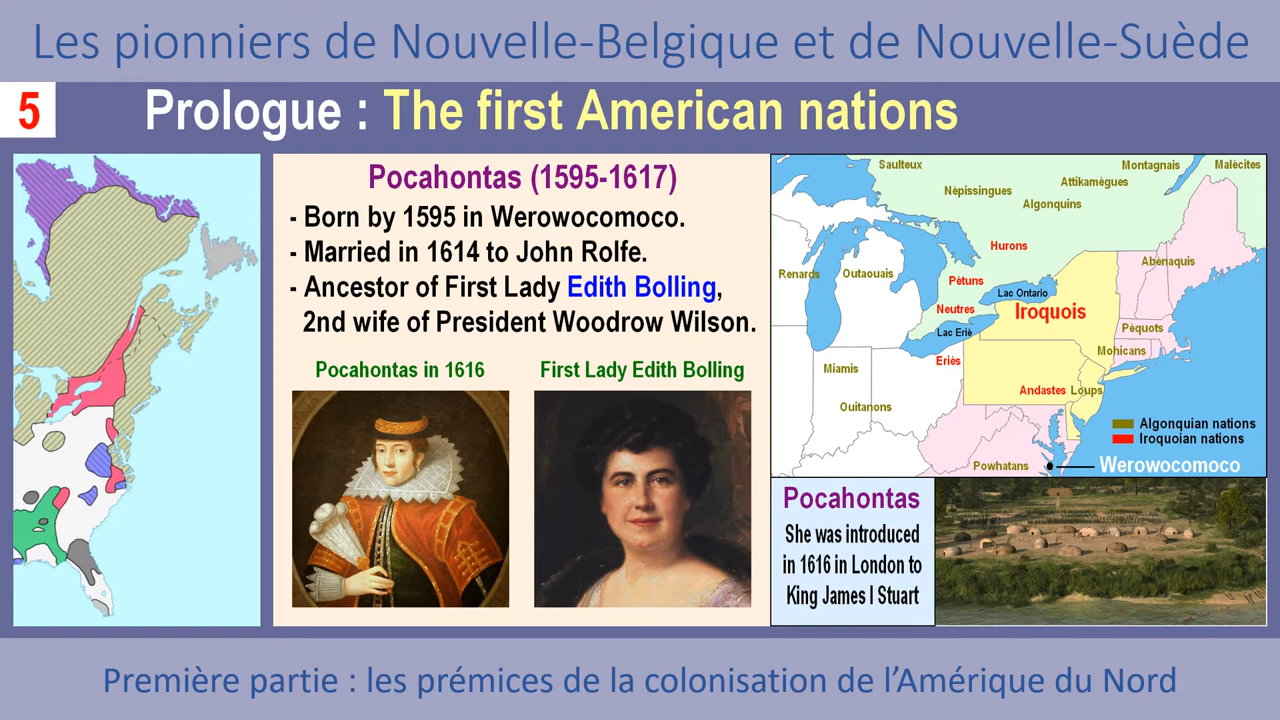 Les pionniers de Nouvelle-Belgique et de Nouvelle-Suède
5
Prologue : The first American nations
Pocahontas (1595-1617)
- Born by 1595 in Werowocomoco.
- Married in 1614 to John Rolfe.
- Ancestor of First Lady Edith Bolling,
2nd wife of President Woodrow Wilson.
Pocahontas in 1616
First Lady Edith Bolling
Saulteux
Montagnais
Malécites
Népissingues
Attikamègues
Algonquins
Hurons
Renards
Outaouais
Abénaquis
Pétuns
Lac Ontario
Neutres
Iroquois
Lac Erié
Pèquots
Eriès
Mohicans
Miamis
Andastes
Loups
Ouitanons
Algonquian nations
Iroquoian nations
Powhatans
Werowocomoco
Pocahontas
She was introduced
in 1616 in London to
King James I Stuart
Première partie : les prémices de la colonisation de l’Amérique du Nord